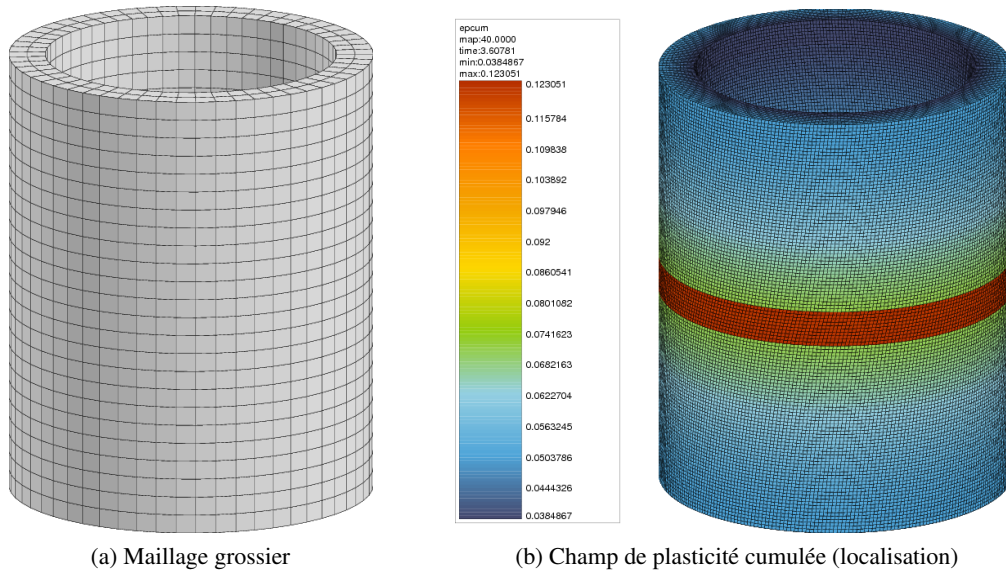 epcum
map:40.0000
time:3.60781
min:0.0384867
max:0.123051
0.123051
0.115784
0.109838
0.103892
0.097946
0.092
0.0860541
0.0801082
0.0741623
0.0682163
0.0622704
0.0563245
0.0503786
0.0444326
0.0384867
(a) Maillage grossier
(b) Champ de plasticité cumulée (localisation)